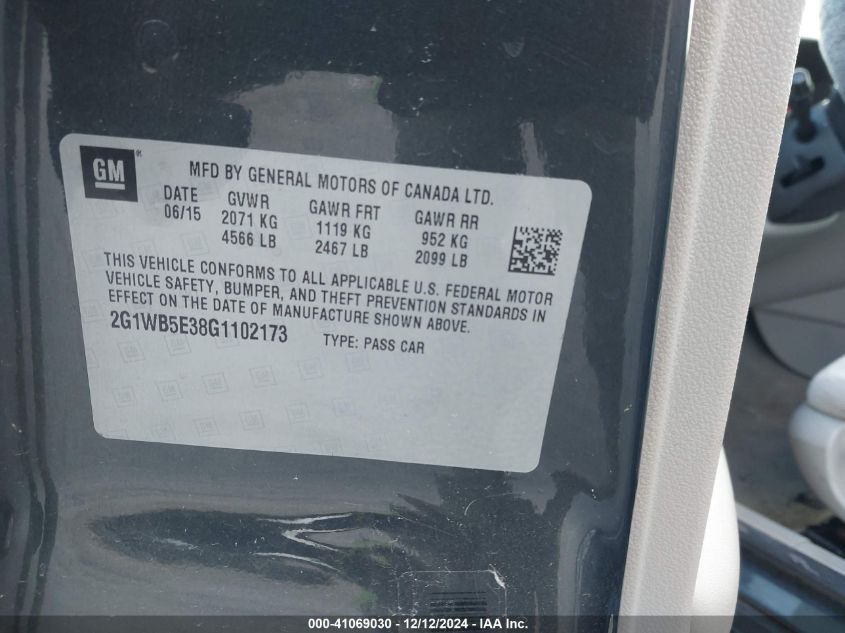 GM
MFD BY GENERAL MOTORS OF CANADA LTD.
DATE GVWR GAWR FRT GAWR RR
06/15 2071 KG 1119 KG 952 KG
4566 LB 2467 LB 2099 LB
THIS VEHICLE CONFORMS TO ALL APPLICABLE U.S. FEDERAL MOTOR
VEHICLE SAFETY, BUMPER, AND THEFT PREVENTION STANDARDS IN
EFFECT ON THE DATE OF MANUFACTURE SHOWN ABOVE.
2G1WB5E38G1102173 TYPE: PASS CAR
000-41069030 - 12/12/2024 - IAA Inc.